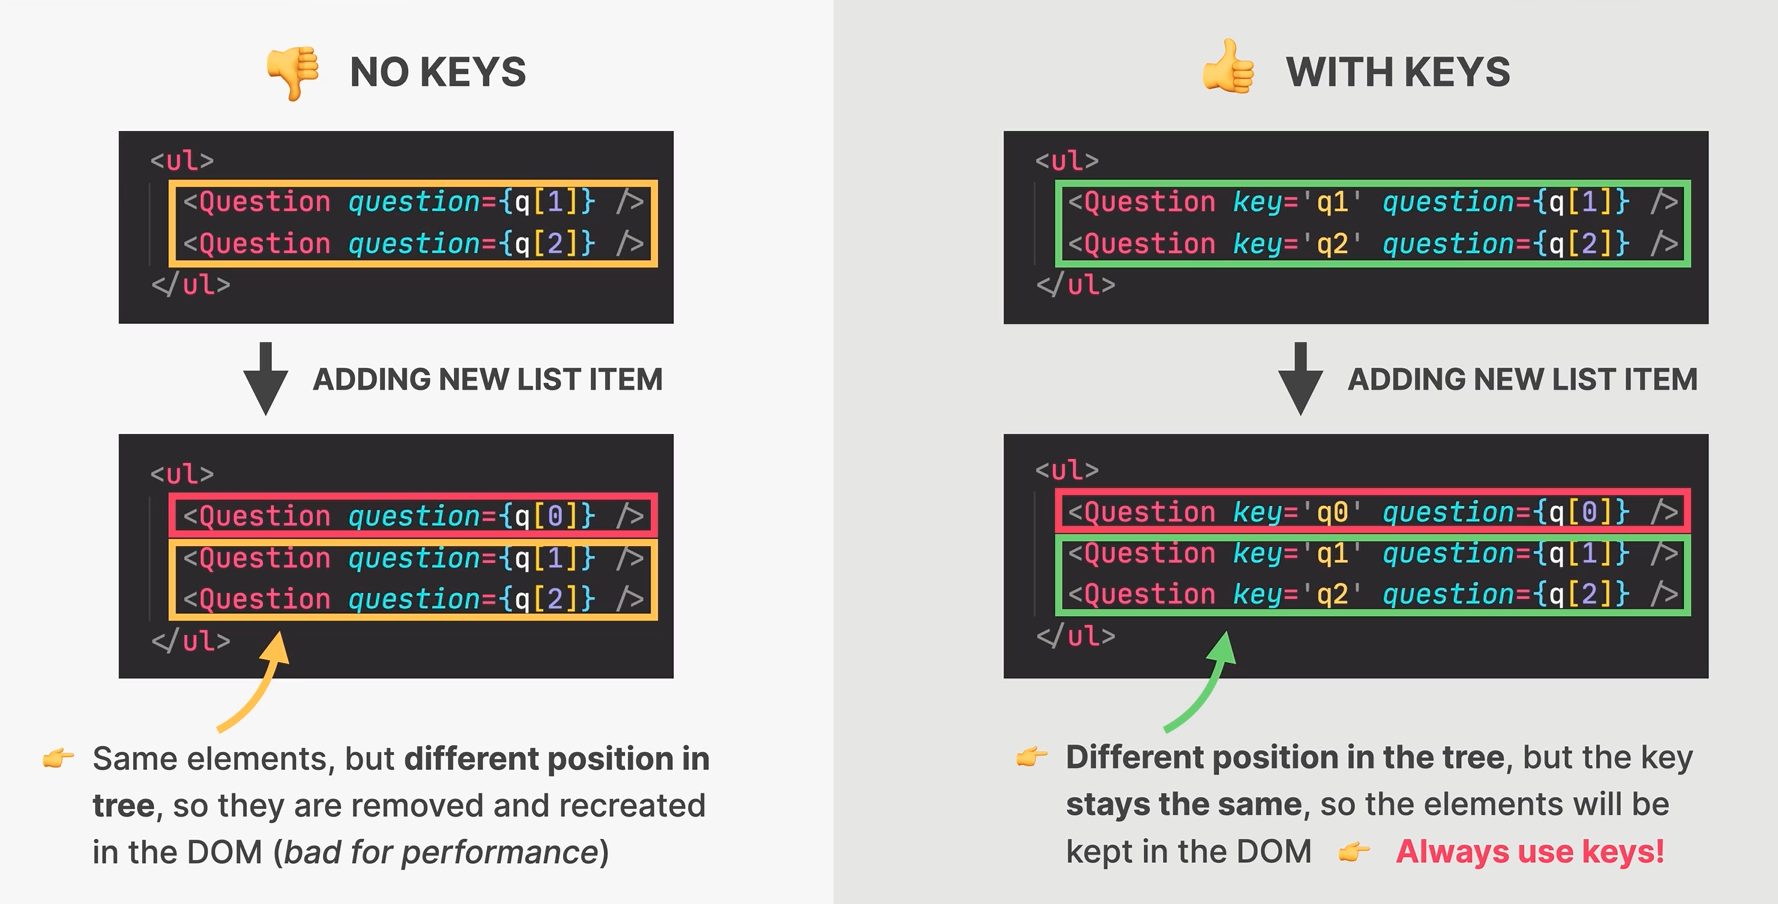 👎 NO KEYS
<ul>
<Question question={q[1]} />
<Question question={q[2]} />
</ul>
ADDING NEW LIST ITEM
<ul>
<Question question={q[0]} />
<Question question={q[1]} />
<Question question={q[2]} />
</ul>
👉 Same elements, but different position in
tree, so they are removed and recreated
in the DOM (bad for performance)
👍 WITH KEYS
<ul>
<Question key='q1' question={q[1]} />
<Question key='q2' question={q[2]} />
</ul>
ADDING NEW LIST ITEM
<ul>
<Question key='q0' question={q[0]} />
<Question key='q1' question={q[1]} />
<Question key='q2' question={q[2]} />
</ul>
👉 Different position in the tree, but the key
stays the same, so the elements will be
kept in the DOM 👉 Always use keys!